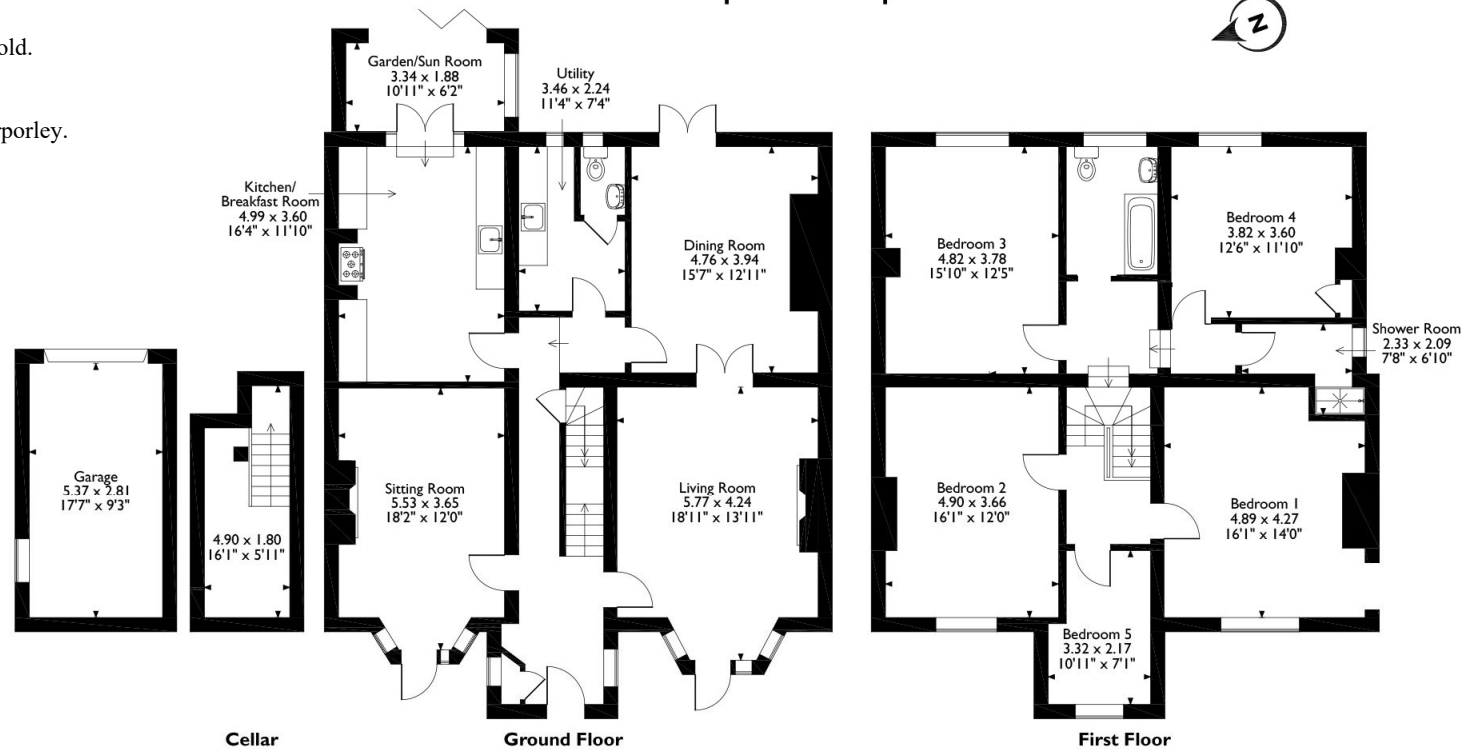 old.
rporley.
N
Garden/Sun Room
3.34 x 1.88
10'11" x 6'2"
Utility
3.46 x 2.24
11'4" x 7'4"
Kitchen/
Breakfast Room
4.99 x 3.60
16'4" x 11'10"
Dining Room
4.76 x 3.94
15'7" x 12'11"
Bedroom 3
4.82 x 3.78
15'10" x 12'5"
Bedroom 4
3.82 x 3.60
12'6" x 11'10"
Shower Room
2.33 x 2.09
7'8" x 6'10"
Garage
5.37 x 2.81
17'7" x 9'3"
4.90 x 1.80
16'1" x 5'11"
Sitting Room
5.53 x 3.65
18'2" x 12'0"
Living Room
5.77 x 4.24
18'11" x 13'11"
Bedroom 2
4.90 x 3.66
16'1" x 12'0"
Bedroom 1
4.89 x 4.27
16'1" x 14'0"
Bedroom 5
3.32 x 2.17
10'11" x 7'1"
Cellar
Ground Floor
First Floor